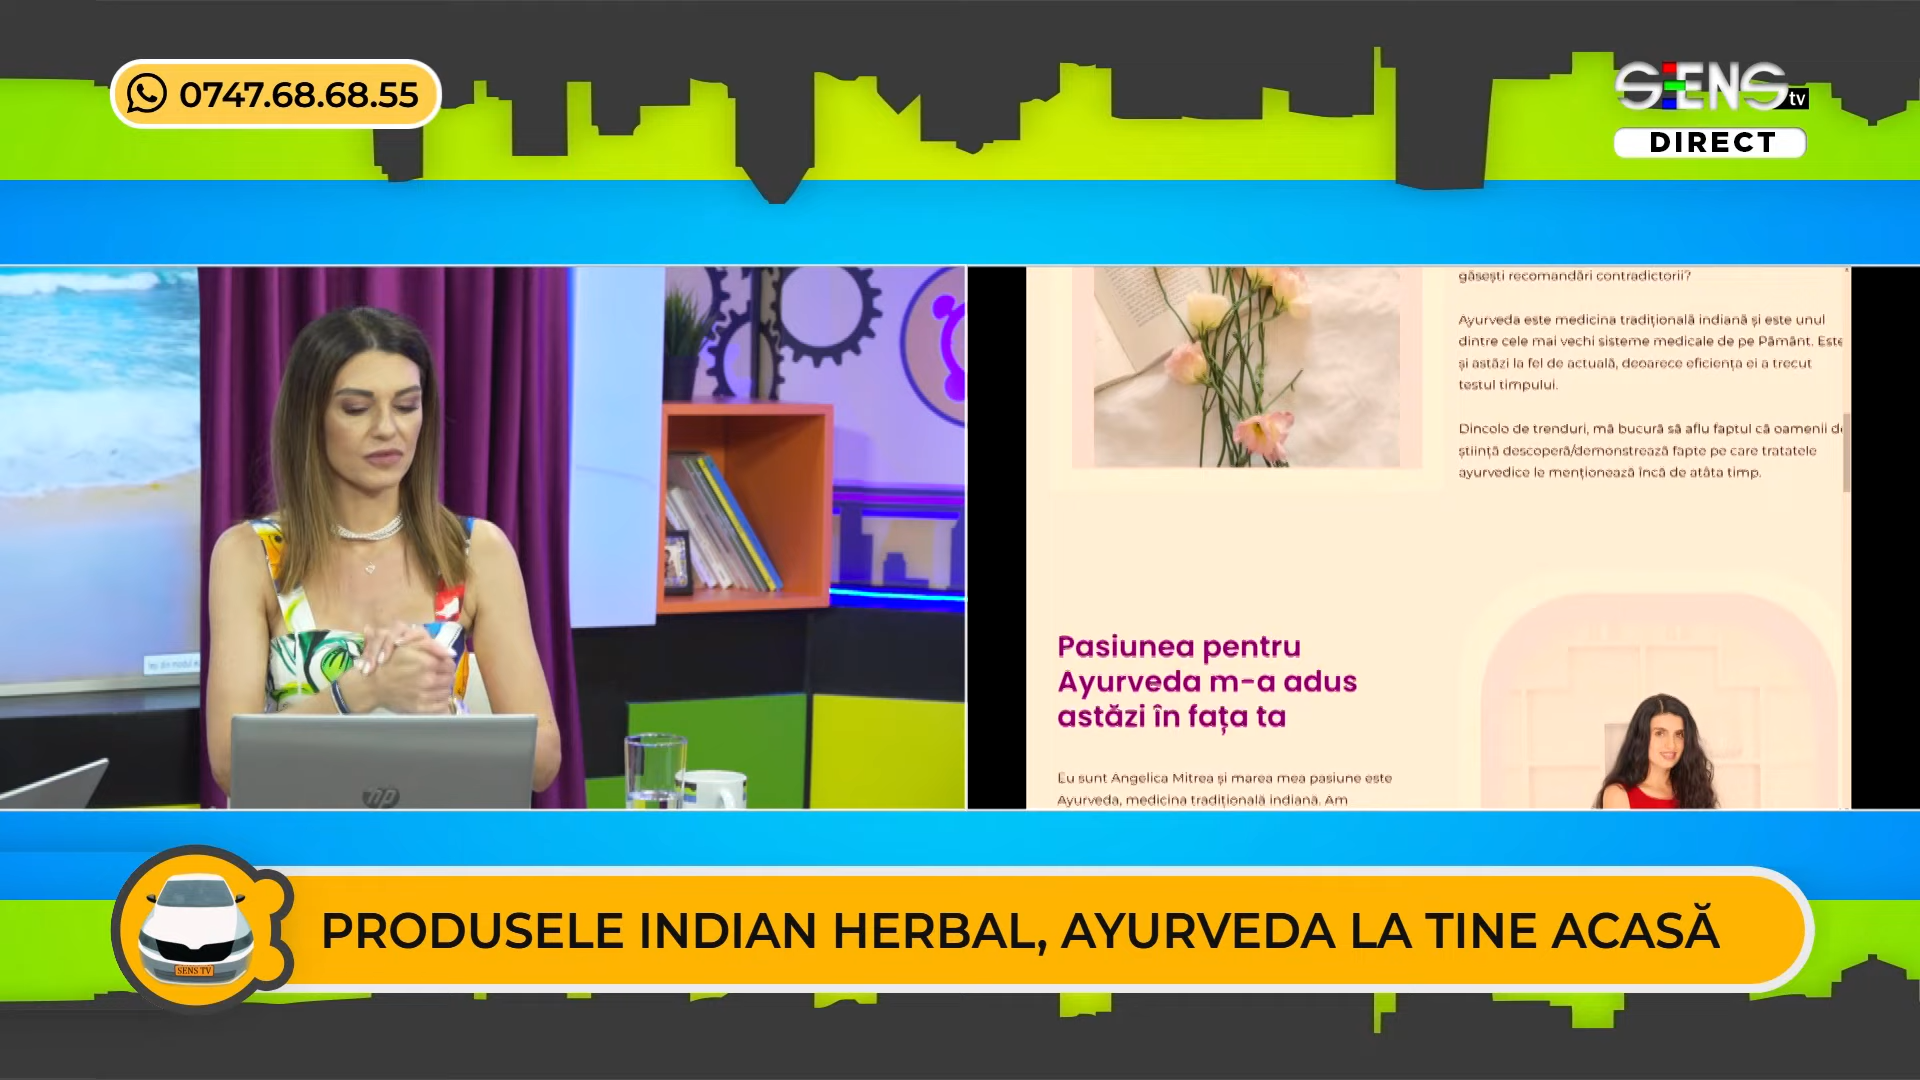 0747.68.68.55
SENS
tv
DIRECT
găsești recomandări contradictorii?
Ayurveda este medicina tradițională indiană și este unul
dintre cele mai vechi sisteme medicale de pe Pământ. Este
și astăzi la fel de actuală, deoarece eficiența ei a trecut
testul timpului.
Dincolo de trenduri, mă bucură să aflu faptul că oamenii de
știință descoperă/demonstrează fapte pe care tratatele
ayurvedice le menționează încă de atâta timp.
Pasiunea pentru
Ayurveda m-a adus
astăzi în fața ta
Eu sunt Angelica Mitrea și marea mea pasiune este
Ayurveda, medicina tradițională indiană. Am
hp
SENS TV
PRODUSELE INDIAN HERBAL, AYURVEDA LA TINE ACASĂ